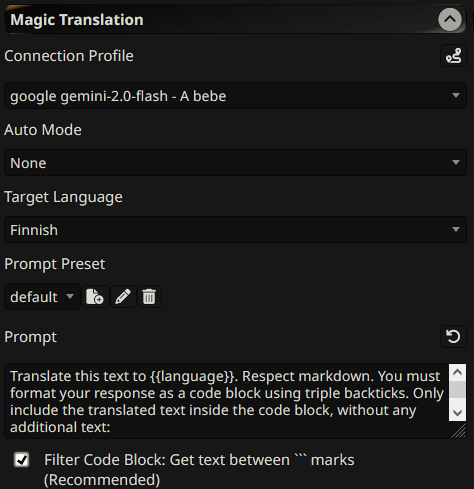 Magic Translation
Connection Profile
google gemini-2.0-flash - A bebe
Auto Mode
None
Target Language
Finnish
Prompt Preset
default
Prompt
Translate this text to {{language}}. Respect markdown. You must
format your response as a code block using triple backticks. Only
include the translated text inside the code block, without any
additional text:
Filter Code Block: Get text between ``` marks
(Recommended)